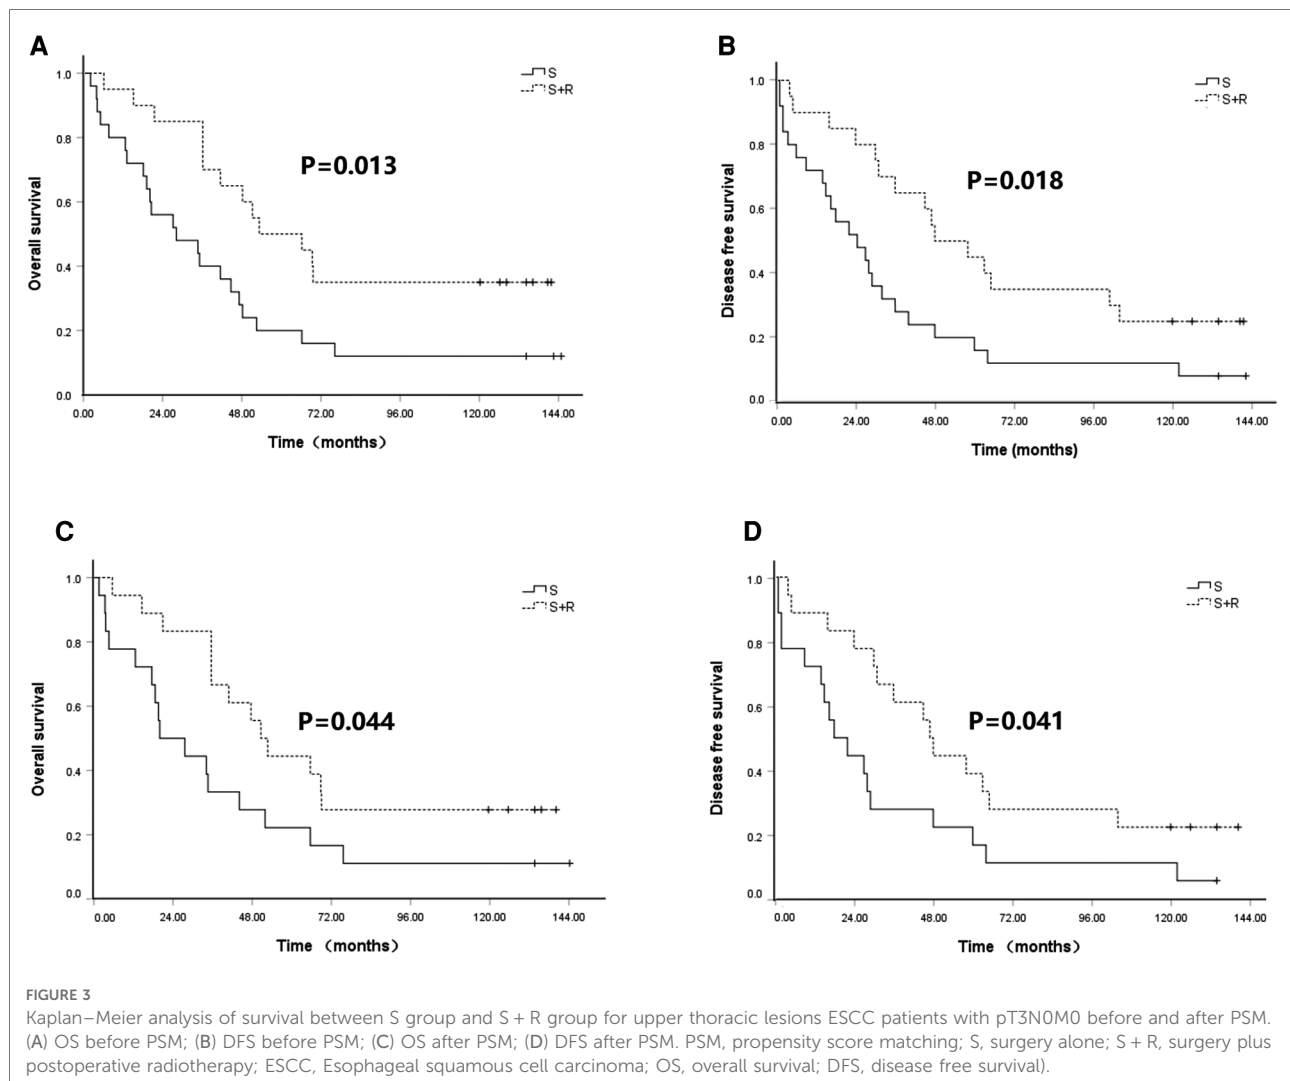 A
1.0
0.8
0.6
0.4
0.2
0.0
Overall survival
S
S+R
P=0.013
0.00 24.00 48.00 72.00 96.00 120.00 144.00
Time（months）
B
1.0
0.8
0.6
0.4
0.2
0.0
Disease free survival
S
S+R
P=0.018
0.00 24.00 48.00 72.00 96.00 120.00 144.00
Time (months)
C
1.0
0.8
0.6
0.4
0.2
0.0
Overall survival
S
S+R
P=0.044
0.00 24.00 48.00 72.00 96.00 120.00 144.00
Time （months）
D
1.0
0.8
0.6
0.4
0.2
0.0
Disease free survival
S
S+R
P=0.041
0.00 24.00 48.00 72.00 96.00 120.00 144.00
Time （months）
FIGURE 3
Kaplan–Meier analysis of survival between S group and S + R group for upper thoracic lesions ESCC patients with pT3N0M0 before and after PSM.
(A) OS before PSM; (B) DFS before PSM; (C) OS after PSM; (D) DFS after PSM. PSM, propensity score matching; S, surgery alone; S + R, surgery plus
postoperative radiotherapy; ESCC, Esophageal squamous cell carcinoma; OS, overall survival; DFS, disease free survival).